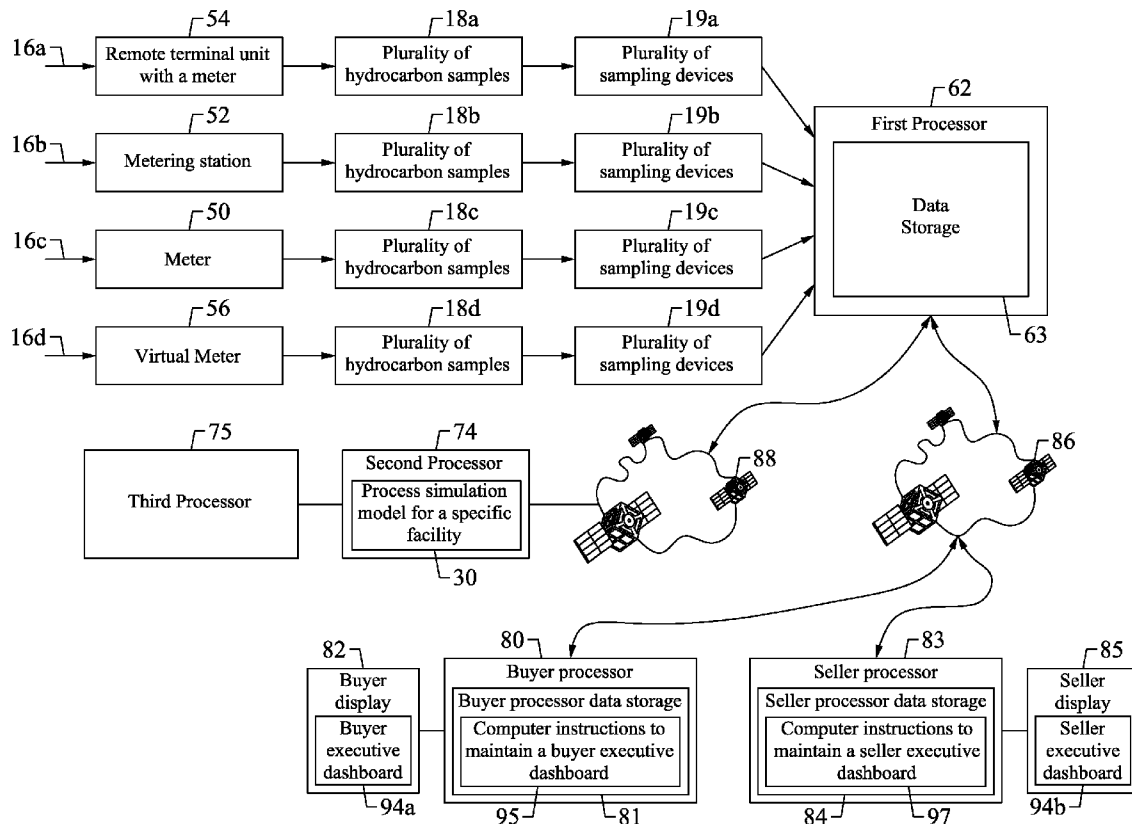 54
18a
19a
16a
Remote terminal unit
with a meter
Plurality of
hydrocarbon samples
Plurality of
sampling devices
62
First Processor
52
18b
19b
16b
Metering station
Plurality of
hydrocarbon samples
Plurality of
sampling devices
Data
Storage
50
18c
19c
16c
Meter
Plurality of
hydrocarbon samples
Plurality of
sampling devices
56
18d
19d
63
16d
Virtual Meter
Plurality of
hydrocarbon samples
Plurality of
sampling devices
75
Third Processor
74
Second Processor
Process simulation
model for a specific
facility
30
88
86
82
Buyer
display
Buyer
executive
dashboard
94a
80
Buyer processor
Buyer processor data storage
Computer instructions to
maintain a buyer executive
dashboard
95
81
83
Seller processor
Seller processor data storage
Computer instructions to
maintain a seller executive
dashboard
84
97
85
Seller
display
Seller
executive
dashboard
94b